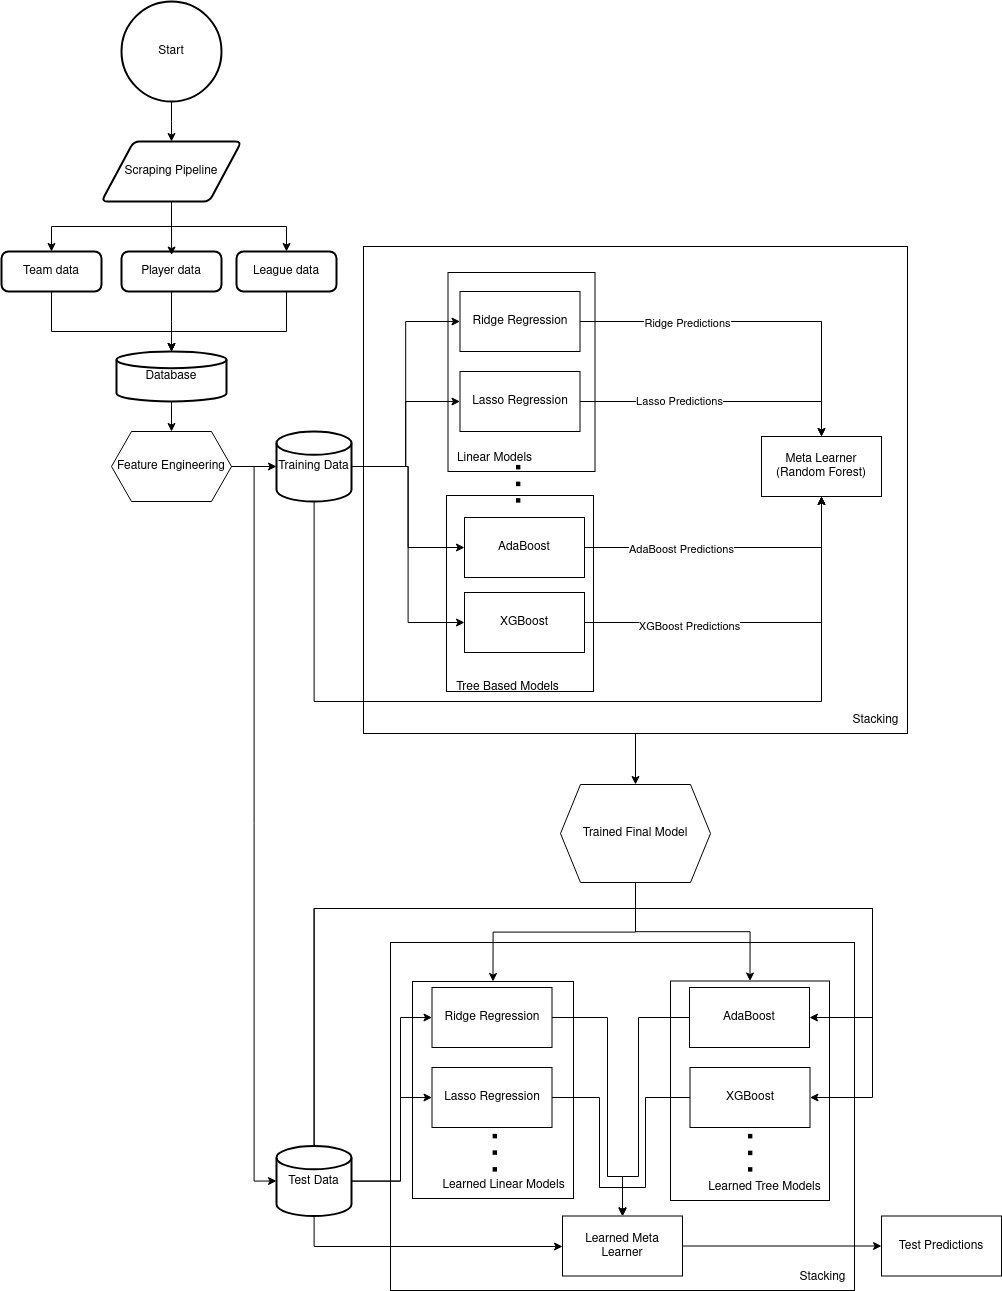 Start
Scraping Pipeline
Team data
Player data
League data
Database
Feature Engineering
Training Data
Ridge Regression
Ridge Predictions
Lasso Regression
Lasso Predictions
Linear Models
Meta Learner
(Random Forest)
AdaBoost
AdaBoost Predictions
XGBoost
XGBoost Predictions
Tree Based Models
Stacking
Trained Final Model
Ridge Regression
AdaBoost
Lasso Regression
XGBoost
Learned Linear Models
Learned Tree Models
Test Data
Learned Meta
Learner
Test Predictions
Stacking